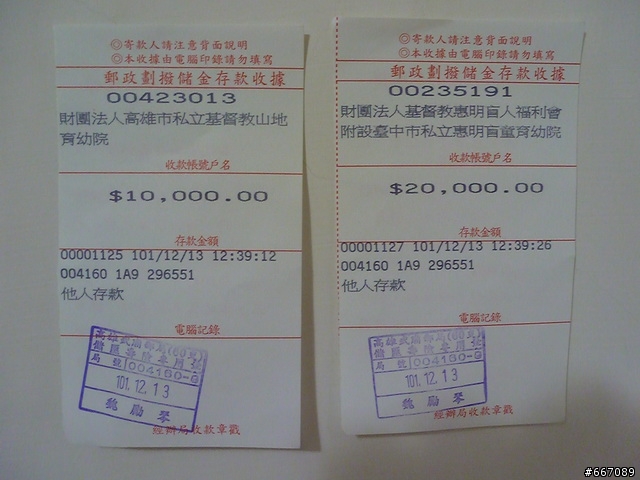 ◎寄款人請注意背面說明
◎本收據由電腦印錄請勿填寫
郵政劃撥儲金存款收據
00423013
財團法人高雄市私立基督教山地
育幼院
收款帳號戶名
$10,000.00
存款金額
00001125 101/12/13 12:39:12
004160 1A9 296551
他人存款
電腦記錄
局號 004160-9
101.12.13
經辦局收款章戳
◎寄款人請注意背面說明
◎本收據由電腦印錄請勿填寫
郵政劃撥儲金存款收據
00235191
財團法人基督教惠明盲人福利會
附設臺中市私立惠明盲童育幼院
收款帳號戶名
$20,000.00
存款金額
00001127 101/12/13 12:39:26
004160 1A9 296551
他人存款
電腦記錄
局號 004160-9
101.12.13
經辦局收款章戳
#667089